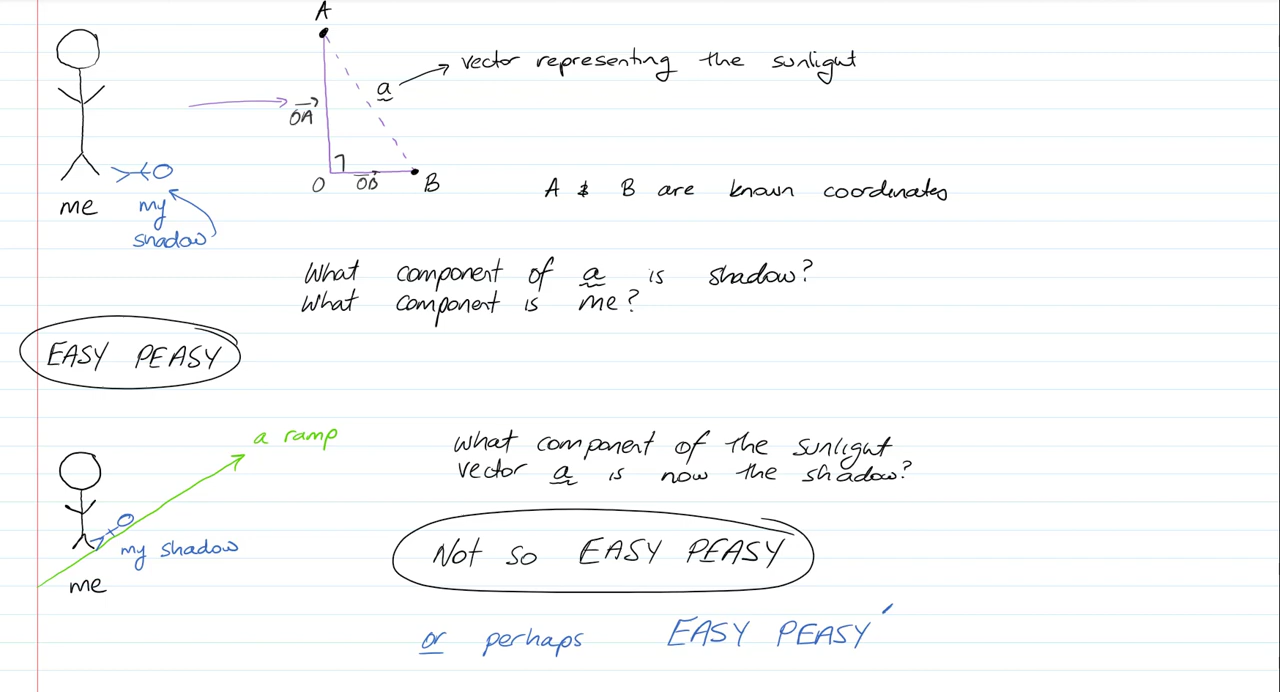 A
vector representing the sunlight
a
OA
O
OB
B
me
my
shadow
A & B are known coordinates
What component of a is shadow?
What component is me?
EASY PEASY
a ramp
what component of the sunlight
vector a is now the shadow?
my shadow
me
Not so EASY PEASY
or perhaps EASY PEASY